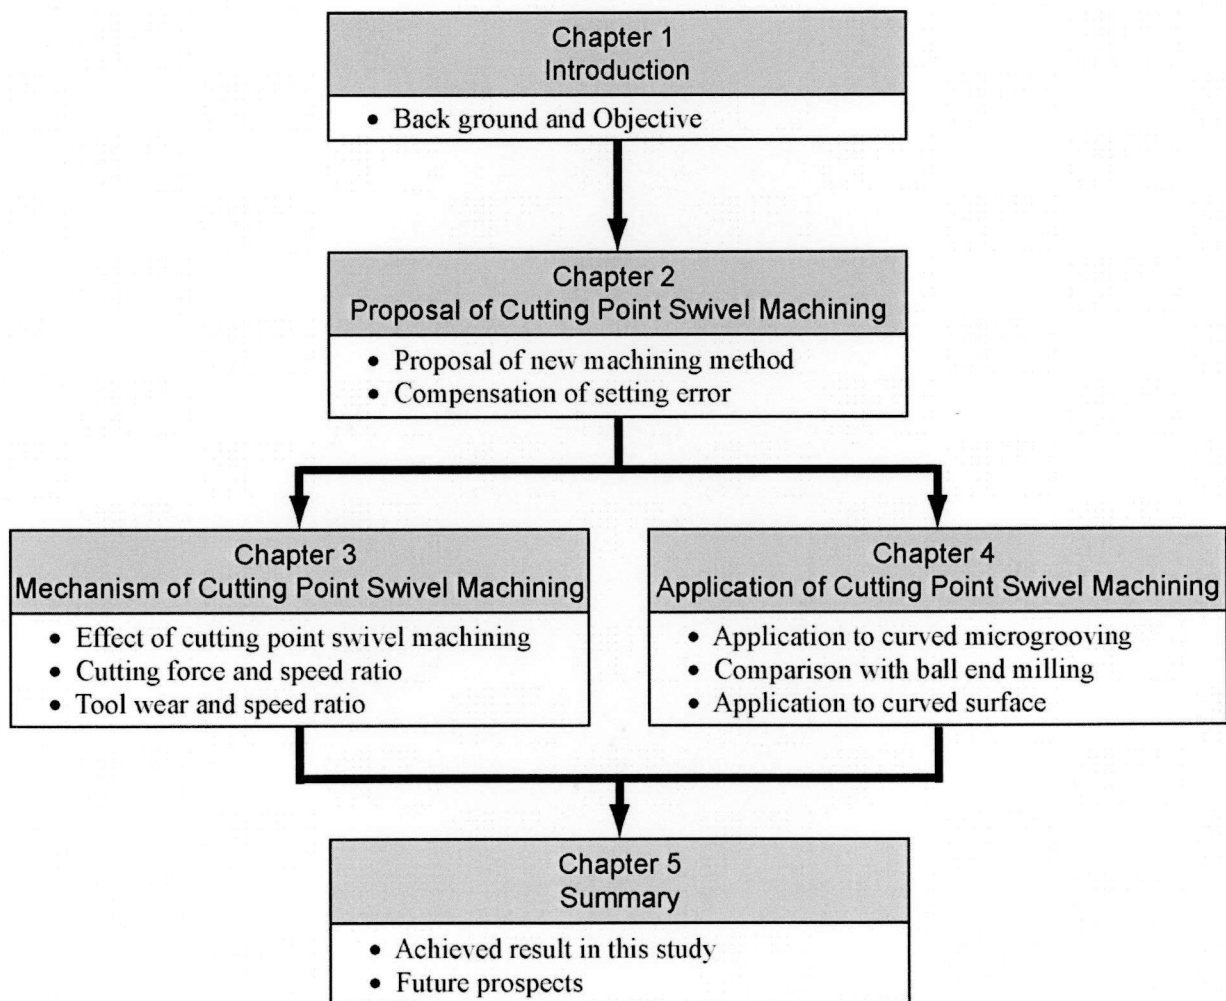 Chapter 1
Introduction
• Back ground and Objective
Chapter 2
Proposal of Cutting Point Swivel Machining
• Proposal of new machining method
• Compensation of setting error
Chapter 3
Mechanism of Cutting Point Swivel Machining
• Effect of cutting point swivel machining
• Cutting force and speed ratio
• Tool wear and speed ratio
Chapter 4
Application of Cutting Point Swivel Machining
• Application to curved microgrooving
• Comparison with ball end milling
• Application to curved surface
Chapter 5
Summary
• Achieved result in this study
• Future prospects